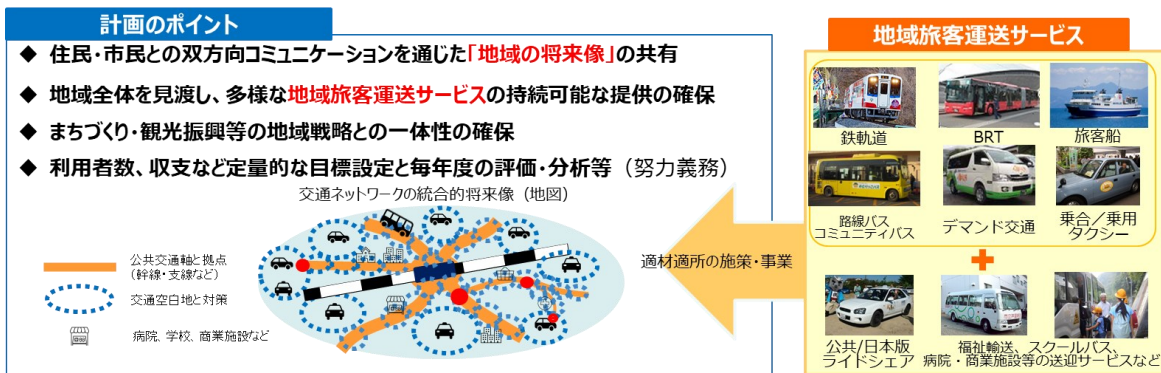 計画のポイント
◆ 住民・市民との双方向コミュニケーションを通じた「地域の将来像」の共有
◆ 地域全体を見渡し、多様な地域旅客運送サービスの持続可能な提供の確保
◆ まちづくり・観光振興等の地域戦略との一体性の確保
◆ 利用者数、収支など定量的な目標設定と毎年度の評価・分析等（努力義務）
交通ネットワークの統合的将来像（地図）
公共交通軸と拠点
（幹線・支線など）
交通空白地と対策
病院、学校、商業施設など
適材適所の施策・事業
地域旅客運送サービス
鉄軌道
BRT
旅客船
路線バス
コミュニティバス
デマンド交通
乗合／乗用
タクシー
公共/日本版
ライドシェア
福祉輸送、スクールバス、
病院・商業施設等の送迎サービスなど